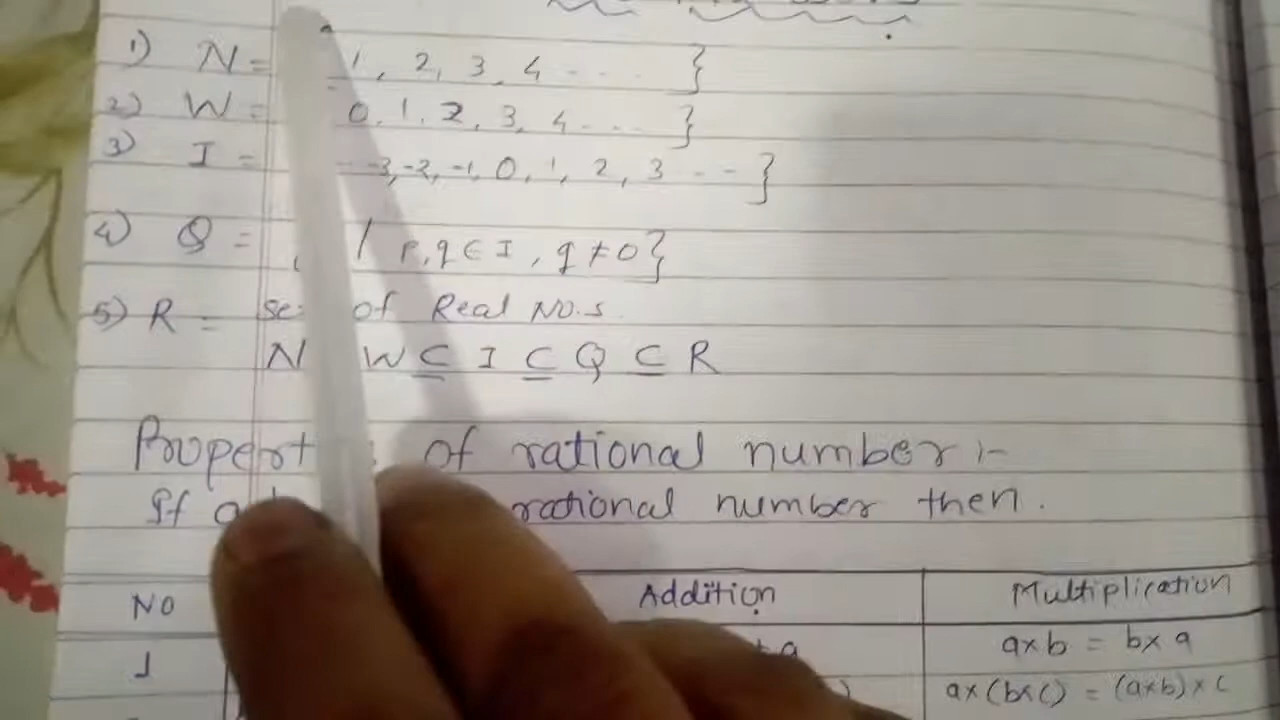 1) N = 1, 2, 3, 4 - - - - }
2) W = 0, 1, 2, 3, 4 - - - - }
3) I = - -3, -2, -1, 0, 1, 2, 3 - - - }
4) Q = / P, q ∈ I, q ≠ 0}
5) R = of Real NO.s.
N W ⊆ I ⊆ Q ⊆ R
of rational number :-
If rational number then.
NO Addition Multiplication
1 a×b = b×a
a×(b×c) = (a×b)×c